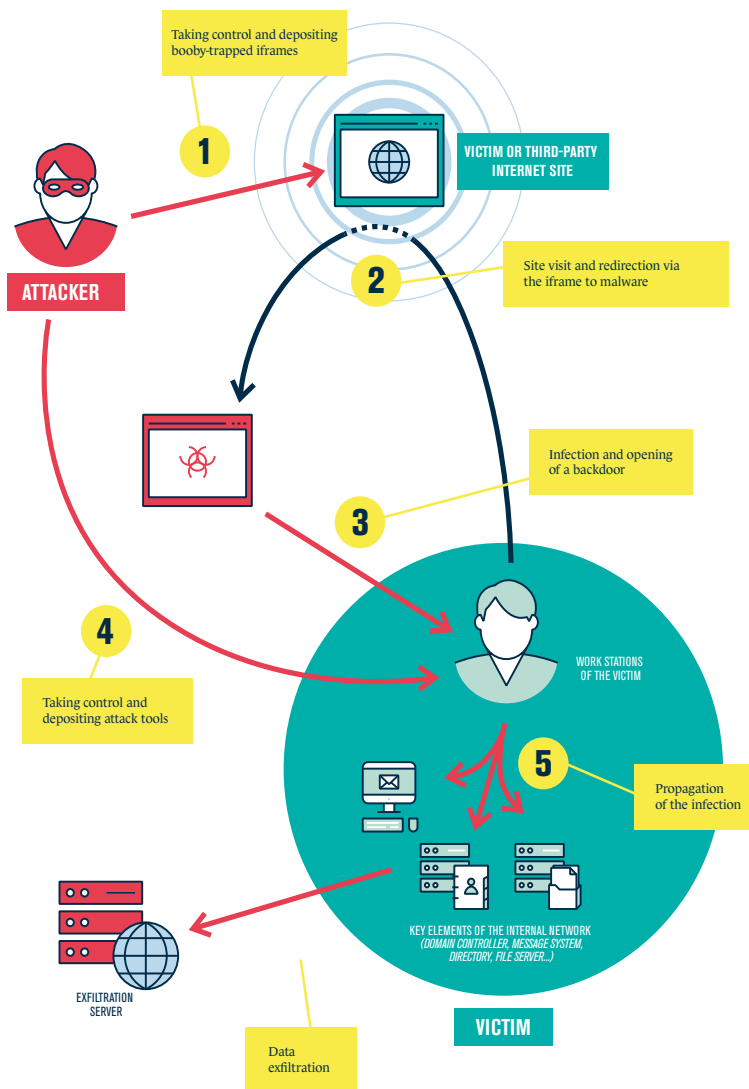 Taking control and depositing
booby-trapped iframes
1
VICTIM OR THIRD-PARTY
INTERNET SITE
ATTACKER
2
Site visit and redirection via
the iframe to malware
Infection and opening
of a backdoor
3
4
Taking control and
depositing attack tools
WORK STATIONS
OF THE VICTIM
5
Propagation
of the infection
KEY ELEMENTS OF THE INTERNAL NETWORK
(DOMAIN CONTROLLER, MESSAGE SYSTEM,
DIRECTORY, FILE SERVER...)
EXFILTRATION
SERVER
VICTIM
Data
exfiltration